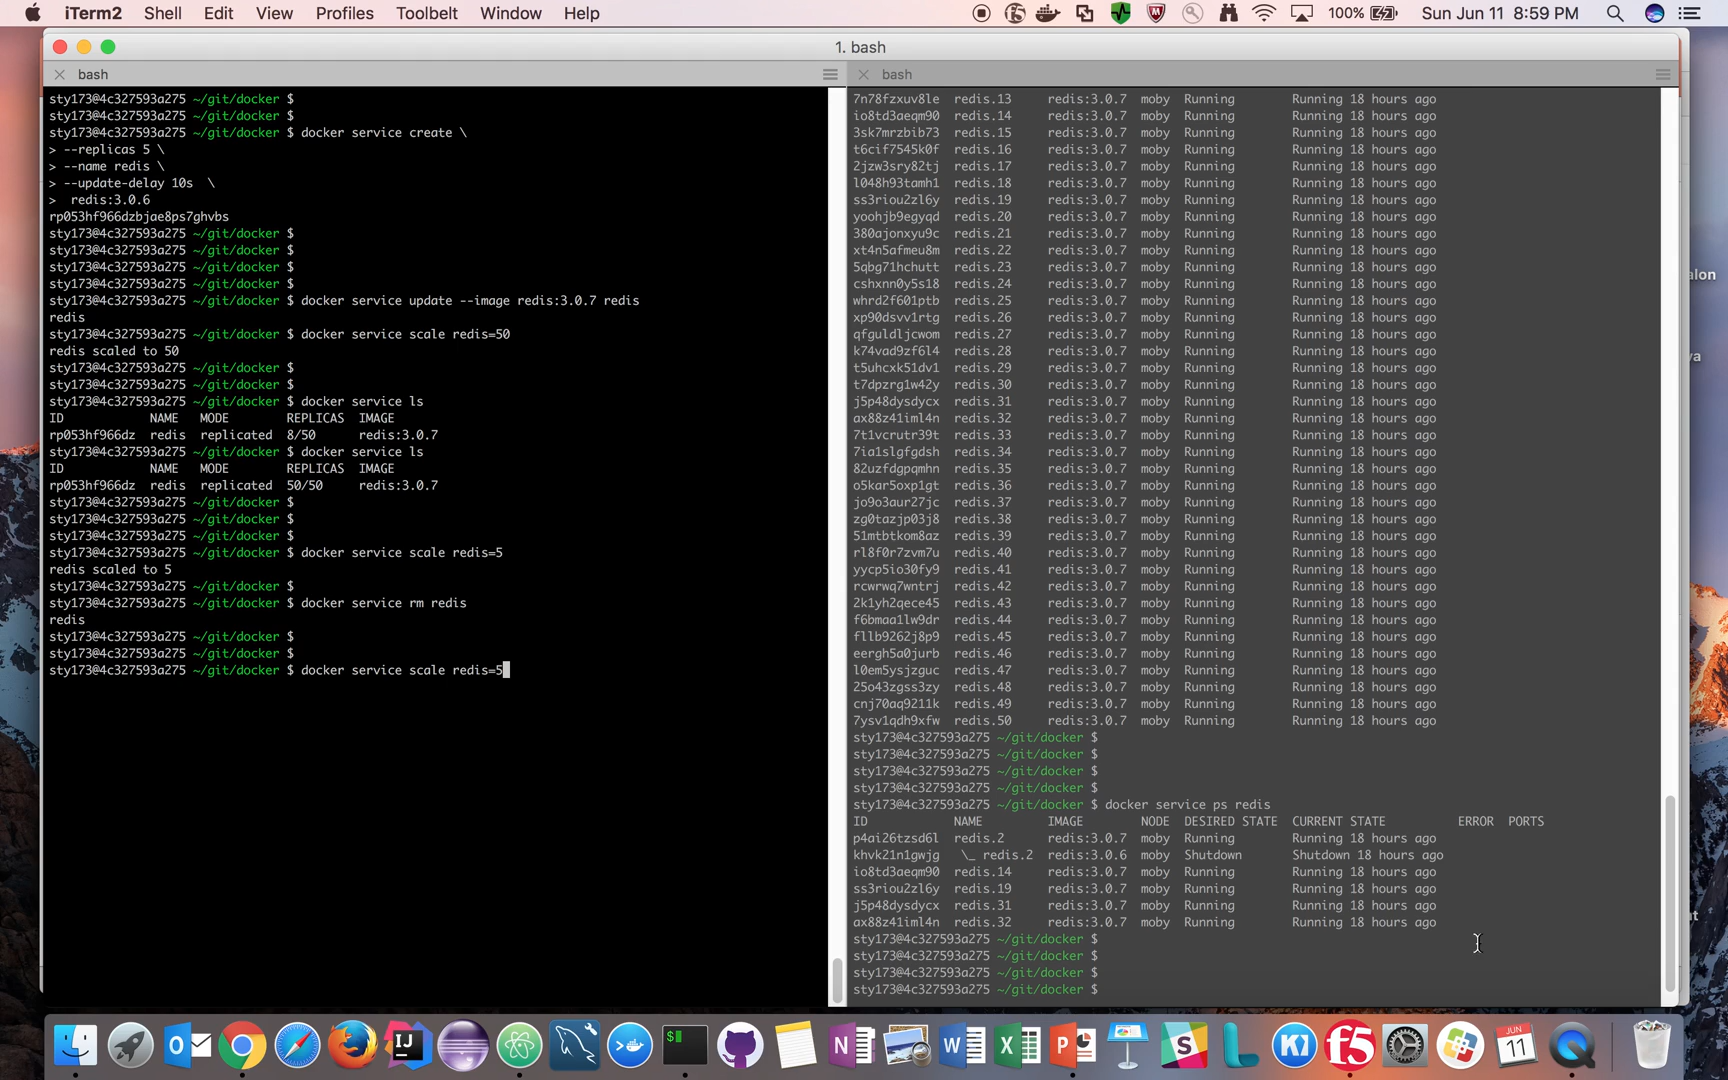 iTerm2 Shell Edit View Profiles Toolbelt Window Help 100% Sun Jun 11 8:59 PM
1. bash
bash
sty173@4c327593a275 ~/git/docker $
sty173@4c327593a275 ~/git/docker $
sty173@4c327593a275 ~/git/docker $ docker service create \
> --replicas 5 \
> --name redis \
> --update-delay 10s  \
>  redis:3.0.6
rp053hf966dzbjae8ps7ghvbs
sty173@4c327593a275 ~/git/docker $
sty173@4c327593a275 ~/git/docker $
sty173@4c327593a275 ~/git/docker $
sty173@4c327593a275 ~/git/docker $
sty173@4c327593a275 ~/git/docker $ docker service update --image redis:3.0.7 redis
redis
sty173@4c327593a275 ~/git/docker $ docker service scale redis=50
redis scaled to 50
sty173@4c327593a275 ~/git/docker $
sty173@4c327593a275 ~/git/docker $
sty173@4c327593a275 ~/git/docker $ docker service ls
ID NAME MODE REPLICAS IMAGE
rp053hf966dz redis replicated 8/50 redis:3.0.7
sty173@4c327593a275 ~/git/docker $ docker service ls
ID NAME MODE REPLICAS IMAGE
rp053hf966dz redis replicated 50/50 redis:3.0.7
sty173@4c327593a275 ~/git/docker $
sty173@4c327593a275 ~/git/docker $
sty173@4c327593a275 ~/git/docker $
sty173@4c327593a275 ~/git/docker $ docker service scale redis=5
redis scaled to 5
sty173@4c327593a275 ~/git/docker $
sty173@4c327593a275 ~/git/docker $ docker service rm redis
redis
sty173@4c327593a275 ~/git/docker $
sty173@4c327593a275 ~/git/docker $
sty173@4c327593a275 ~/git/docker $ docker service scale redis=5
bash
7n78fzxuv8le redis.13 redis:3.0.7 moby Running Running 18 hours ago
io8td3aeqm90 redis.14 redis:3.0.7 moby Running Running 18 hours ago
3sk7mrzbib73 redis.15 redis:3.0.7 moby Running Running 18 hours ago
t6cif7545k0f redis.16 redis:3.0.7 moby Running Running 18 hours ago
2jzw3sry82tj redis.17 redis:3.0.7 moby Running Running 18 hours ago
l048h93tamh1 redis.18 redis:3.0.7 moby Running Running 18 hours ago
ss3riou2zl6y redis.19 redis:3.0.7 moby Running Running 18 hours ago
yoohjb9egyqd redis.20 redis:3.0.7 moby Running Running 18 hours ago
380ajonxyu9c redis.21 redis:3.0.7 moby Running Running 18 hours ago
xt4n5afmeu8m redis.22 redis:3.0.7 moby Running Running 18 hours ago
5qbg71hchutt redis.23 redis:3.0.7 moby Running Running 18 hours ago
cshxnn0y5s18 redis.24 redis:3.0.7 moby Running Running 18 hours ago
whrd2f601ptb redis.25 redis:3.0.7 moby Running Running 18 hours ago
xp90dsvv1rtg redis.26 redis:3.0.7 moby Running Running 18 hours ago
qfguldljcwom redis.27 redis:3.0.7 moby Running Running 18 hours ago
k74vad9zf6l4 redis.28 redis:3.0.7 moby Running Running 18 hours ago
t5uhcxk51dv1 redis.29 redis:3.0.7 moby Running Running 18 hours ago
t7dpzrg1w42y redis.30 redis:3.0.7 moby Running Running 18 hours ago
j5p48dysdycx redis.31 redis:3.0.7 moby Running Running 18 hours ago
ax88z41iml4n redis.32 redis:3.0.7 moby Running Running 18 hours ago
7t1vcrutr39t redis.33 redis:3.0.7 moby Running Running 18 hours ago
7ia1slgfgdsh redis.34 redis:3.0.7 moby Running Running 18 hours ago
82uzfdgpqmhn redis.35 redis:3.0.7 moby Running Running 18 hours ago
o5kar5oxp1gt redis.36 redis:3.0.7 moby Running Running 18 hours ago
jo9o3aur27jc redis.37 redis:3.0.7 moby Running Running 18 hours ago
zg0tazjp03j8 redis.38 redis:3.0.7 moby Running Running 18 hours ago
51mtbtkom8az redis.39 redis:3.0.7 moby Running Running 18 hours ago
rl8f0r7zvm7u redis.40 redis:3.0.7 moby Running Running 18 hours ago
yycp5io30fy9 redis.41 redis:3.0.7 moby Running Running 18 hours ago
rcwrwq7wntrj redis.42 redis:3.0.7 moby Running Running 18 hours ago
2k1yh2qece45 redis.43 redis:3.0.7 moby Running Running 18 hours ago
f6bmaa1lw9dr redis.44 redis:3.0.7 moby Running Running 18 hours ago
fllb9262j8p9 redis.45 redis:3.0.7 moby Running Running 18 hours ago
eergh5a0jurb redis.46 redis:3.0.7 moby Running Running 18 hours ago
l0em5ysjzguc redis.47 redis:3.0.7 moby Running Running 18 hours ago
25o43zgss3zy redis.48 redis:3.0.7 moby Running Running 18 hours ago
cnj70aq9211k redis.49 redis:3.0.7 moby Running Running 18 hours ago
7ysv1qdh9xfw redis.50 redis:3.0.7 moby Running Running 18 hours ago
sty173@4c327593a275 ~/git/docker $
sty173@4c327593a275 ~/git/docker $
sty173@4c327593a275 ~/git/docker $
sty173@4c327593a275 ~/git/docker $
sty173@4c327593a275 ~/git/docker $ docker service ps redis
ID NAME IMAGE NODE DESIRED STATE CURRENT STATE ERROR PORTS
p4ai26tzsd6l redis.2 redis:3.0.7 moby Running Running 18 hours ago
khvk21n1gwjg \_ redis.2 redis:3.0.6 moby Shutdown Shutdown 18 hours ago
io8td3aeqm90 redis.14 redis:3.0.7 moby Running Running 18 hours ago
ss3riou2zl6y redis.19 redis:3.0.7 moby Running Running 18 hours ago
j5p48dysdycx redis.31 redis:3.0.7 moby Running Running 18 hours ago
ax88z41iml4n redis.32 redis:3.0.7 moby Running Running 18 hours ago
sty173@4c327593a275 ~/git/docker $
sty173@4c327593a275 ~/git/docker $
sty173@4c327593a275 ~/git/docker $
sty173@4c327593a275 ~/git/docker $
alon
va
t
JUN
11